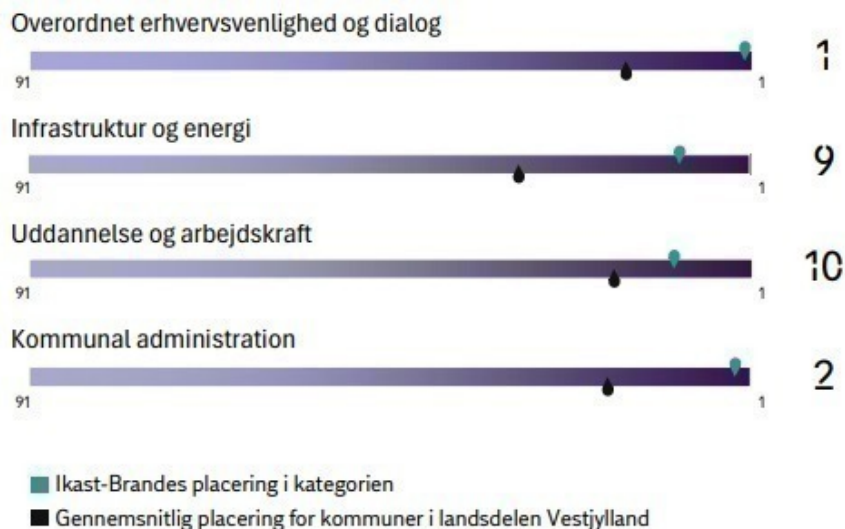 Overordnet erhvervsvenlighed og dialog
1
91 1
Infrastruktur og energi
9
91 1
Uddannelse og arbejdskraft
10
91 1
Kommunal administration
2
91 1
Ikast-Brandes placering i kategorien
Gennemsnitlig placering for kommuner i landsdelen Vestjylland